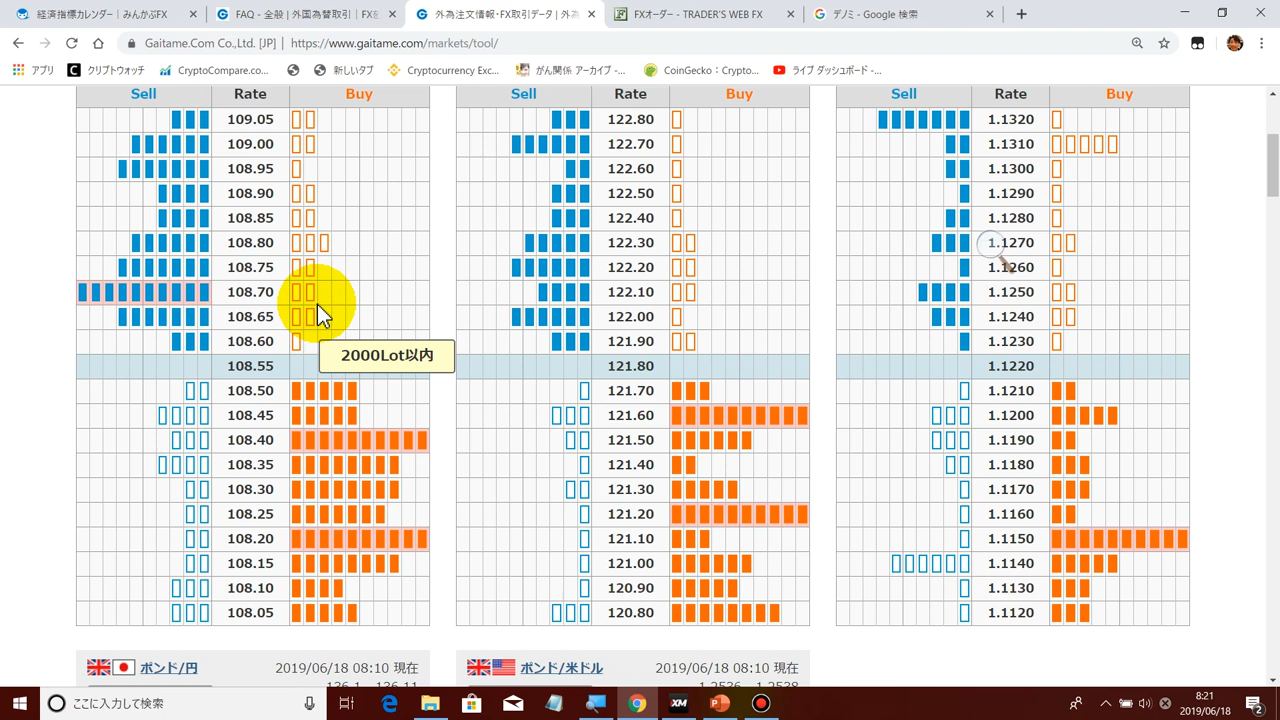 経済指標カレンダー｜みんかぶFX
FAQ - 全般 | 外国為替取引｜FXを
外為注文情報・FX取引データ | 外為
FXオーダー - TRADER'S WEB FX
デノミ - Google 検索
Gaitame.Com Co.,Ltd. [JP] | https://www.gaitame.com/markets/tool/
アプリ クリプトウォッチ CryptoCompare.co... 新しいタブ Cryptocurrency Exc... がん関係 アーカイブ - ... CoinGecko：Crypto... ライブ ダッシュボード - ...
Sell Rate Buy Sell Rate Buy Sell Rate Buy
109.05 122.80 1.1320
109.00 122.70 1.1310
108.95 122.60 1.1300
108.90 122.50 1.1290
108.85 122.40 1.1280
108.80 122.30 1.1270
108.75 122.20 1.1260
108.70 122.10 1.1250
108.65 122.00 1.1240
108.60 121.90 1.1230
2000Lot以内
108.55 121.80 1.1220
108.50 121.70 1.1210
108.45 121.60 1.1200
108.40 121.50 1.1190
108.35 121.40 1.1180
108.30 121.30 1.1170
108.25 121.20 1.1160
108.20 121.10 1.1150
108.15 121.00 1.1140
108.10 120.90 1.1130
108.05 120.80 1.1120
ポンド/円 2019/06/18 08:10 現在 ポンド/米ドル 2019/06/18 08:10 現在
ここに入力して検索
XM
8:21
2019/06/18
2